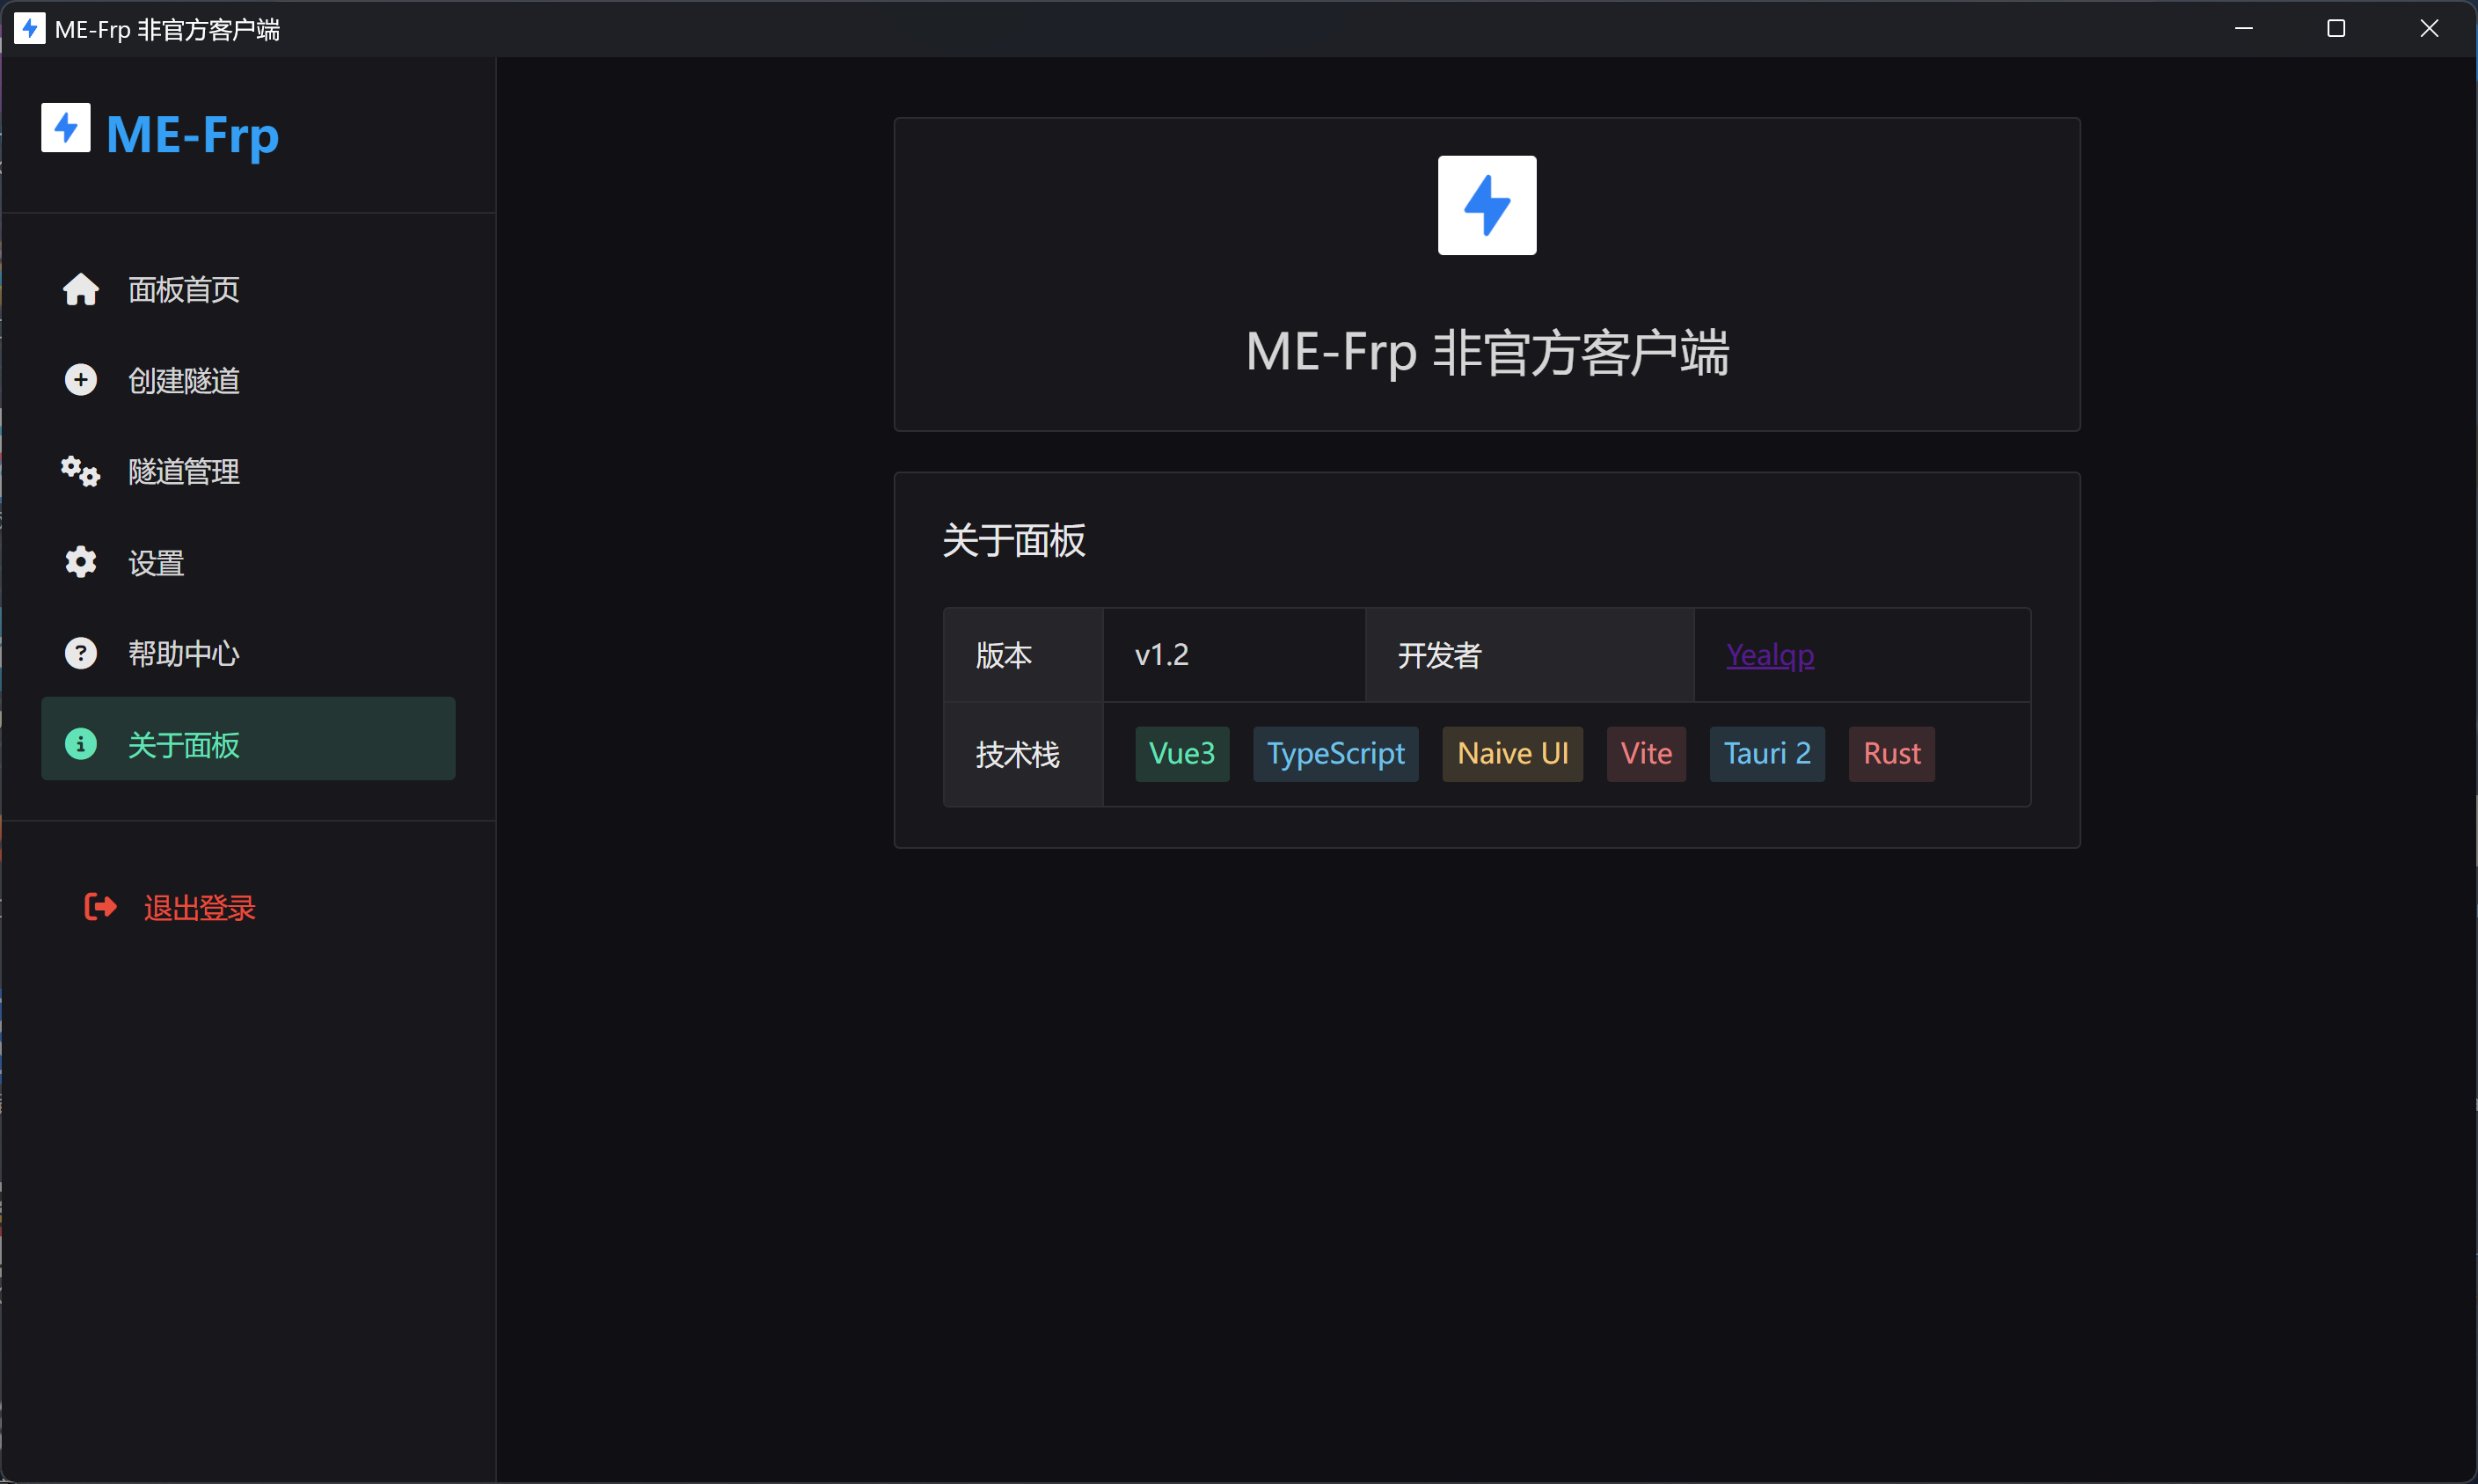 ME-Frp 非官方客户端
ME-Frp
面板首页
创建隧道
隧道管理
设置
帮助中心
关于面板
退出登录
ME-Frp 非官方客户端
关于面板
版本 v1.2 开发者 Yealqp
技术栈 Vue3 TypeScript Naive UI Vite Tauri 2 Rust